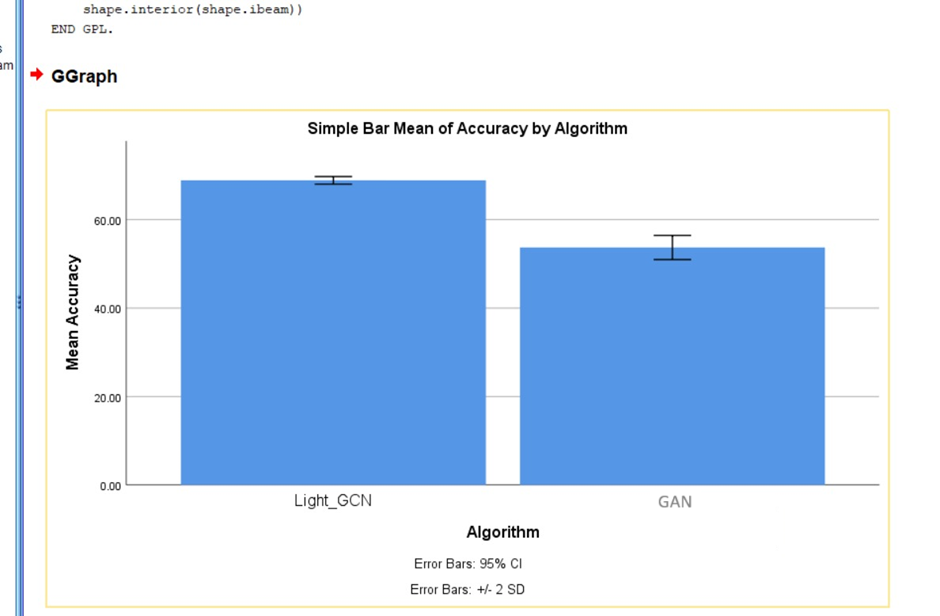 shape.interior(shape.ibeam))
END GPL.
s
am
GGraph
Simple Bar Mean of Accuracy by Algorithm
Mean Accuracy
60.00
40.00
20.00
0.00
Light_GCN
GAN
Algorithm
Error Bars: 95% CI
Error Bars: +/- 2 SD